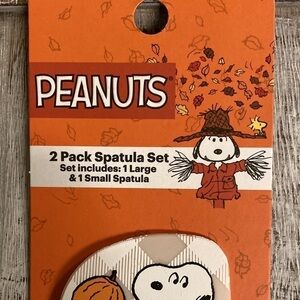 PEANUTS
2 Pack Spatula Set
Set includes: 1 Large
& 1 Small Spatula